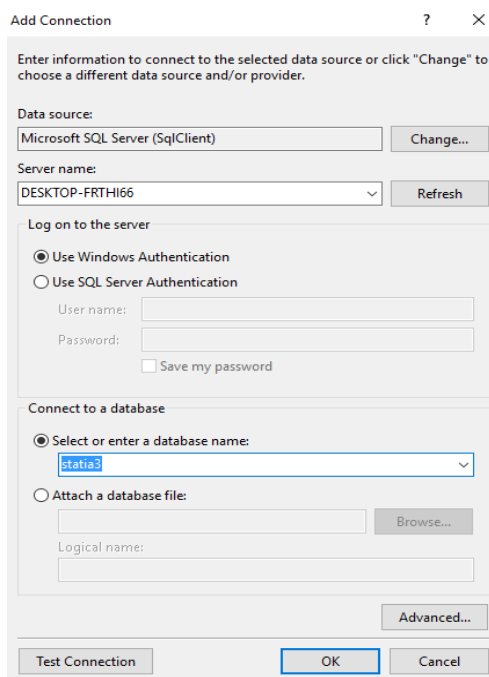 Add Connection ? ×
Enter information to connect to the selected data source or click "Change" to
choose a different data source and/or provider.
Data source:
Microsoft SQL Server (SqlClient) Change...
Server name:
DESKTOP-FRTHI66 Refresh
Log on to the server
Use Windows Authentication
Use SQL Server Authentication
User name:
Password:
Save my password
Connect to a database
Select or enter a database name:
statia3
Attach a database file:
Browse...
Logical name:
Advanced...
Test Connection OK Cancel